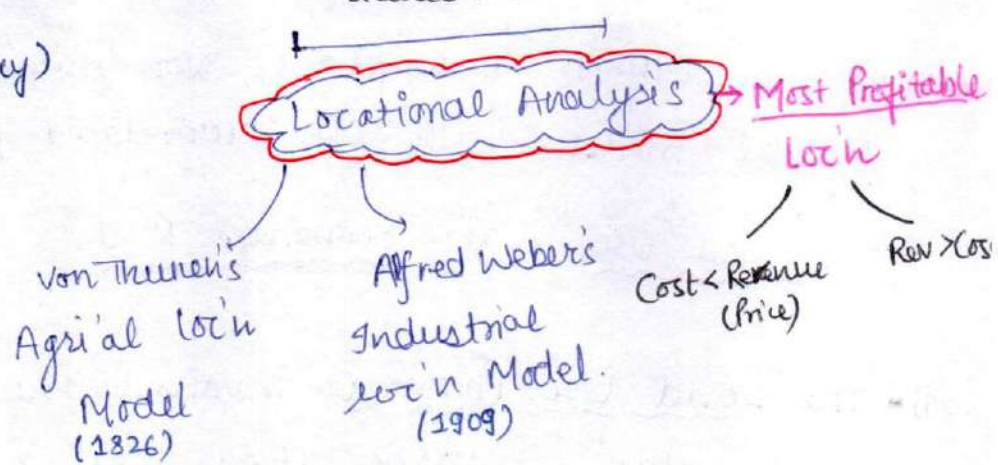 Locational Analysis → Most Profitable
Loc'n
Von Thunen's
Agri'al loc'n
Model
(1826)
Alfred Weber's
Industrial
loc'n Model.
(1909)
Cost < Revenue
(Price)
Rev > Cos